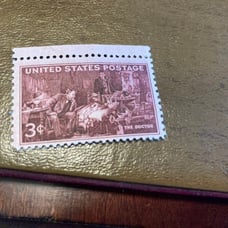 UNITED STATES POSTAGE
3¢
THE DOCTOR